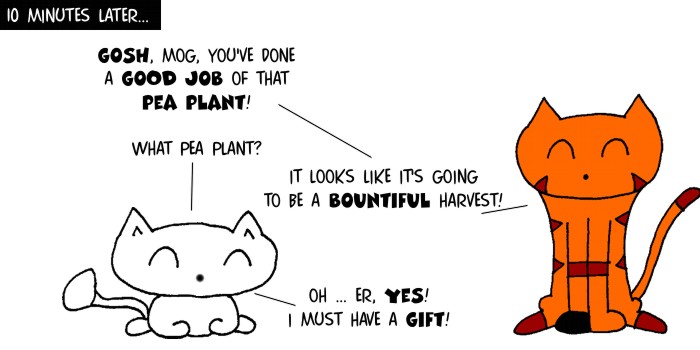 10 MINUTES LATER...
GOSH, MOG, YOU'VE DONE
A GOOD JOB OF THAT
PEA PLANT!
WHAT PEA PLANT?
IT LOOKS LIKE IT'S GOING
TO BE A BOUNTIFUL HARVEST!
OH ... ER, YES!
I MUST HAVE A GIFT!